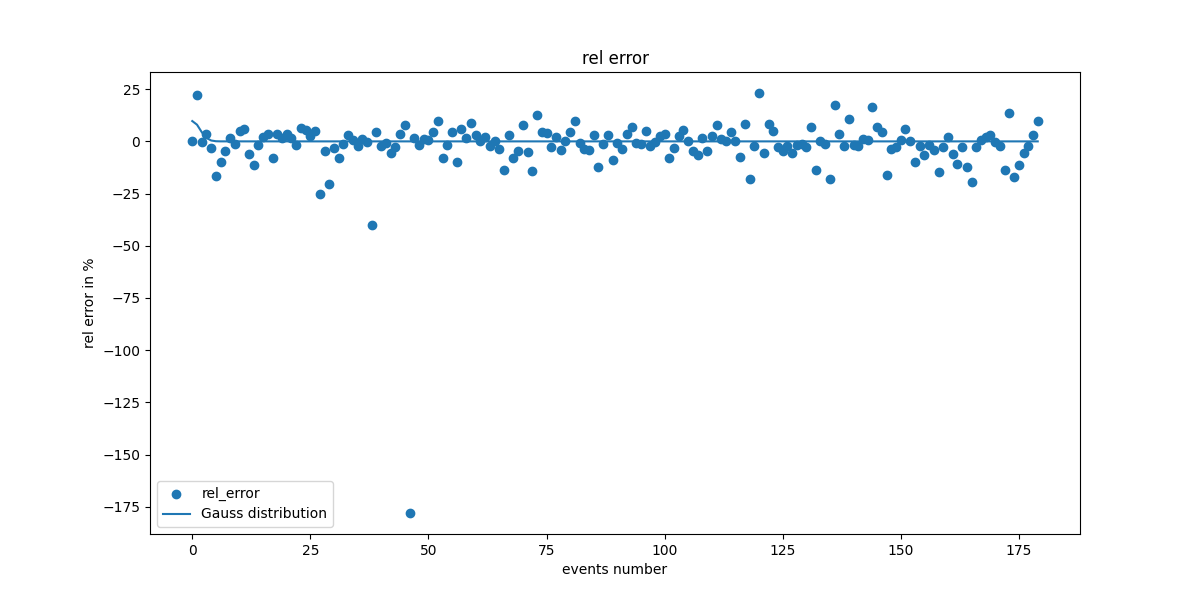 rel error
25
0
−25
−50
−75
−100
−125
−150
−175
rel error in %
rel_error
Gauss distribution
0 25 50 75 100 125 150 175
events number